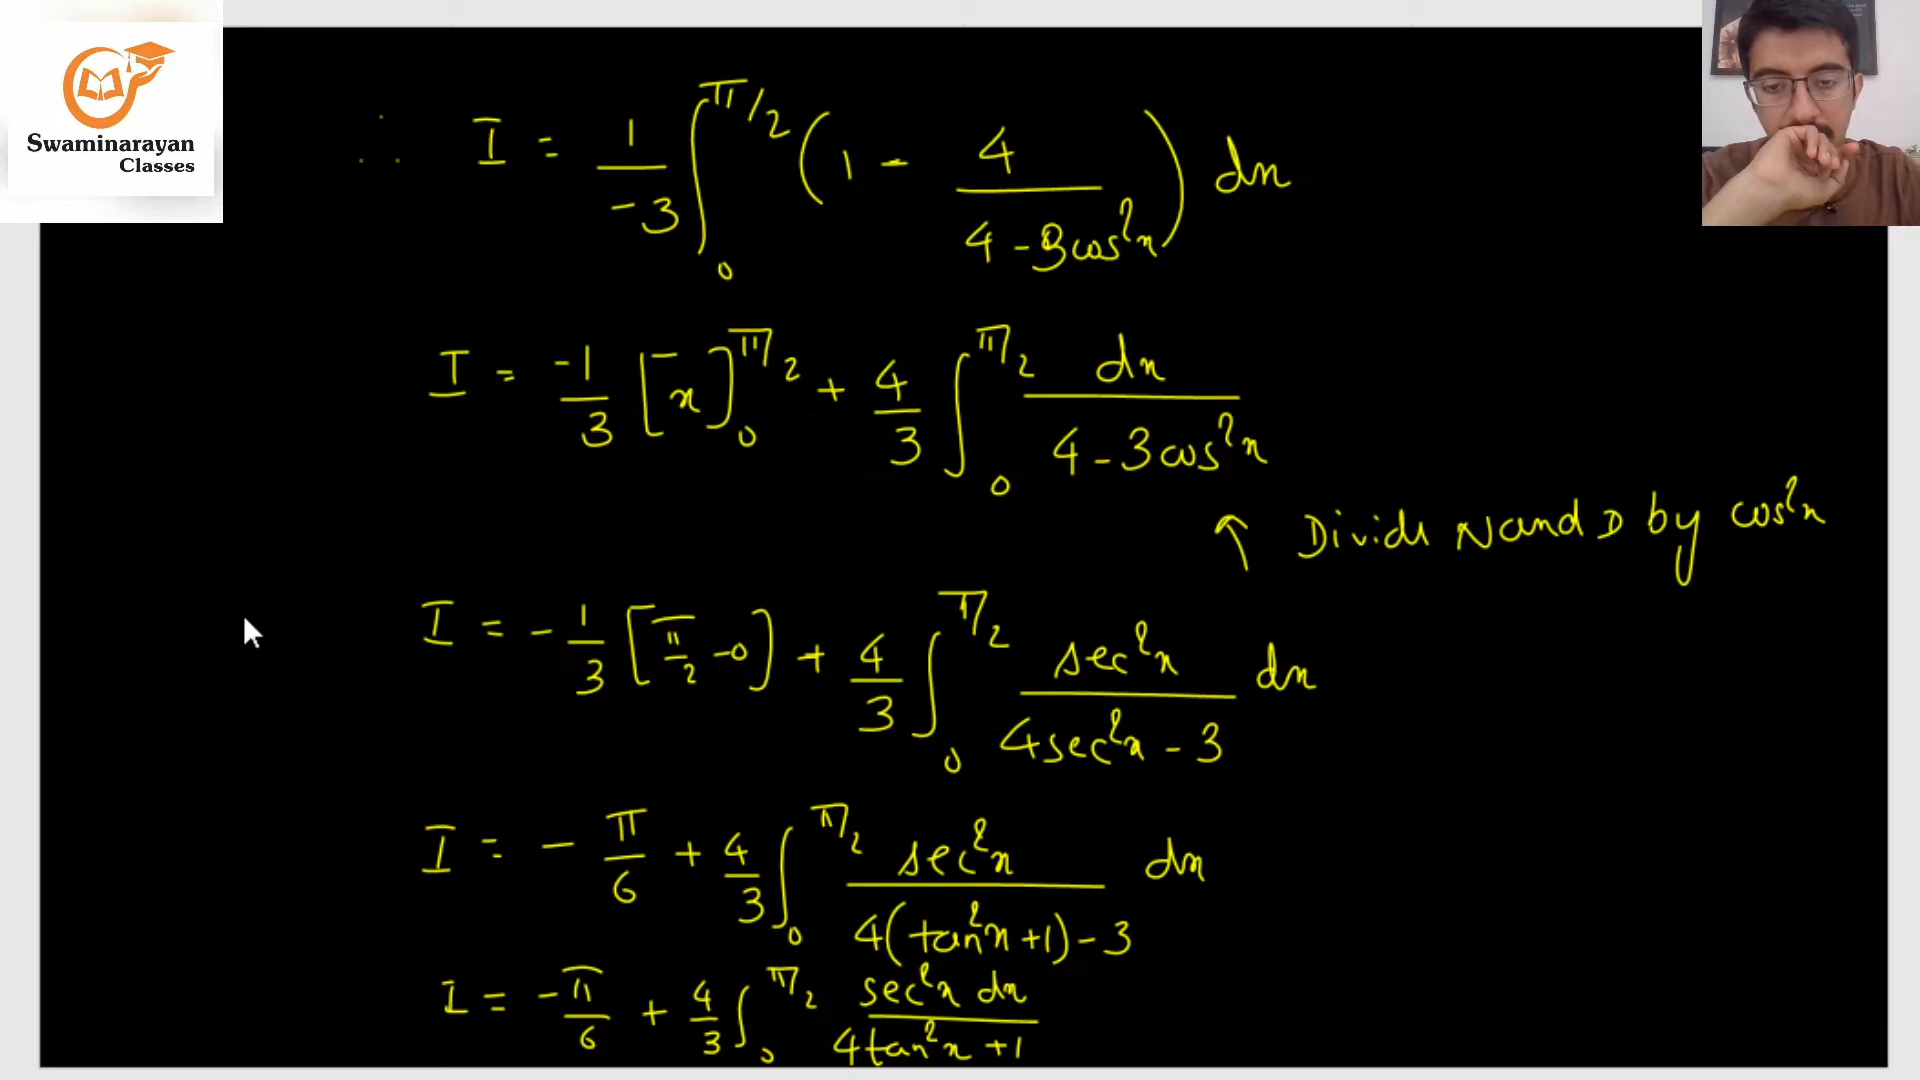 Swaminarayan
Classes
∴ I = 1/-3 ∫₀^π/2 (1 - 4/(4 - 3cos²x)) dx
I = -1/3 [x]₀^π/2 + 4/3 ∫₀^π/2 dx/(4 - 3cos²x)
↑ Divide N and D by cos²x
I = - 1/3 [π/2 - 0] + 4/3 ∫₀^π/2 sec²x/(4sec²x - 3) dx
I = - π/6 + 4/3 ∫₀^π/2 sec²x/(4(tan²x + 1) - 3) dx
I = - π/6 + 4/3 ∫₀^π/2 sec²x dx/(4tan²x + 1)